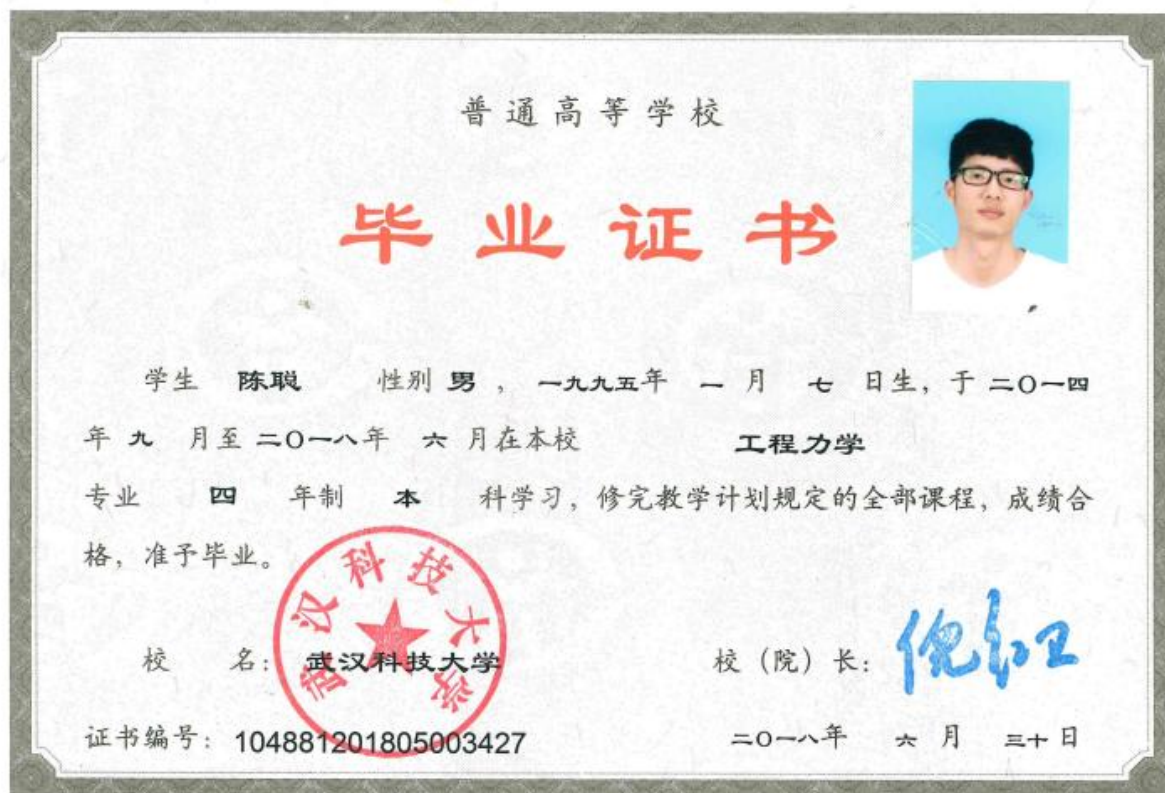 普通高等学校
毕业证书
学生 陈聪 性别 男 , 一九九五年 一 月 七 日生, 于 二〇一四
年 九 月至 二〇一八年 六 月在本校 工程力学
专业 四 年制 本 科学习, 修完教学计划规定的全部课程, 成绩合
格, 准予毕业。
武汉科技大学
校 名: 武汉科技大学 校(院)长: 倪红卫
证书编号: 104881201805003427 二〇一八年 六 月 三十 日